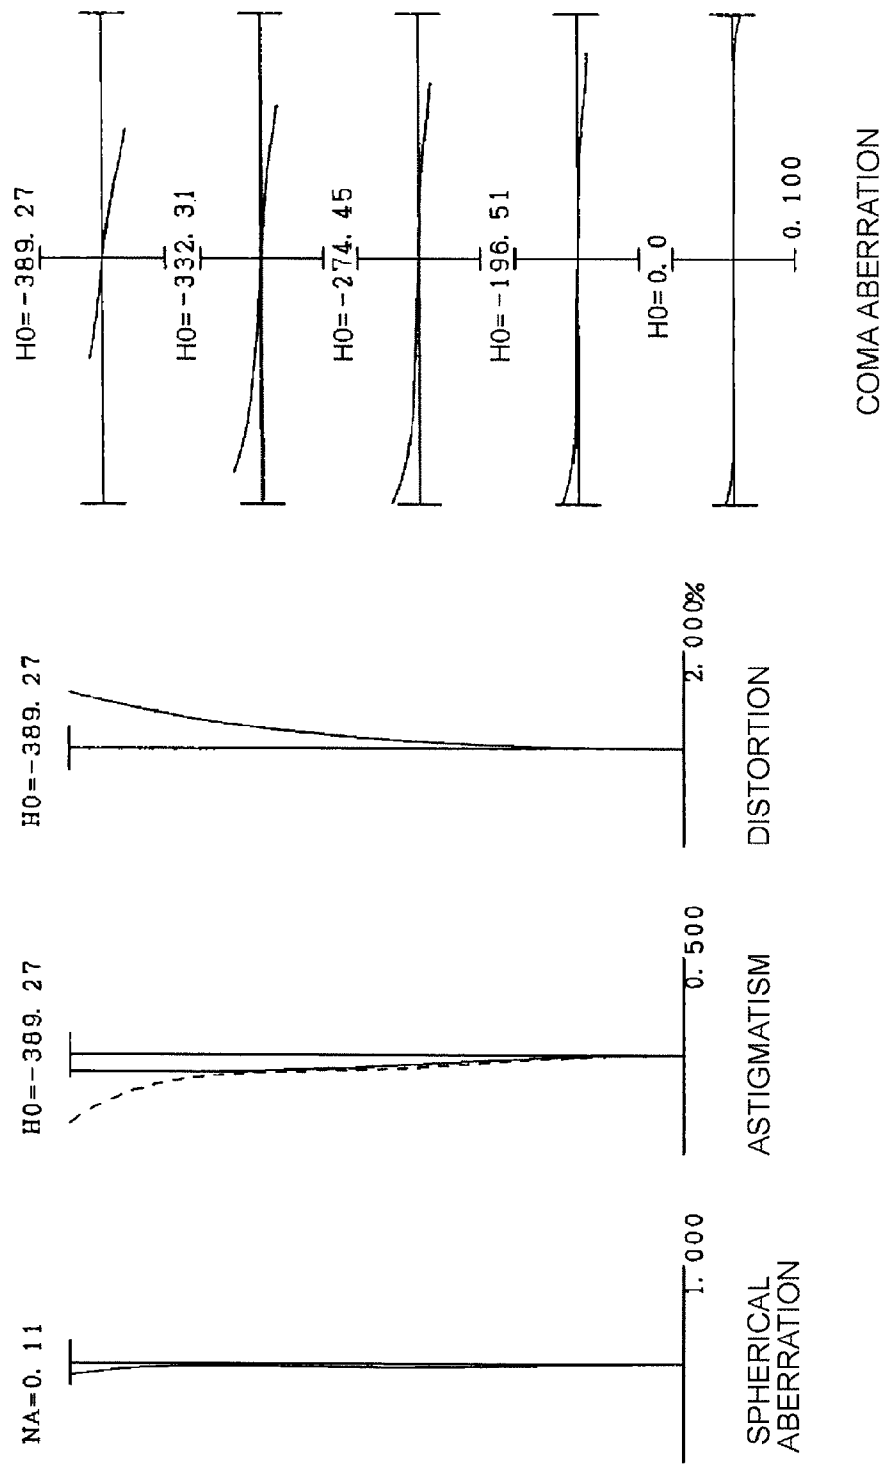 NA=0. 11
1. 000
SPHERICAL
ABERRATION
H0=-389. 27
0. 500
ASTIGMATISM
H0=-389. 27
2. 000%
DISTORTION
H0=-389. 27
H0=-332. 31
H0=-274. 45
H0=-196. 51
H0=0. 0
0. 100
COMA ABERRATION